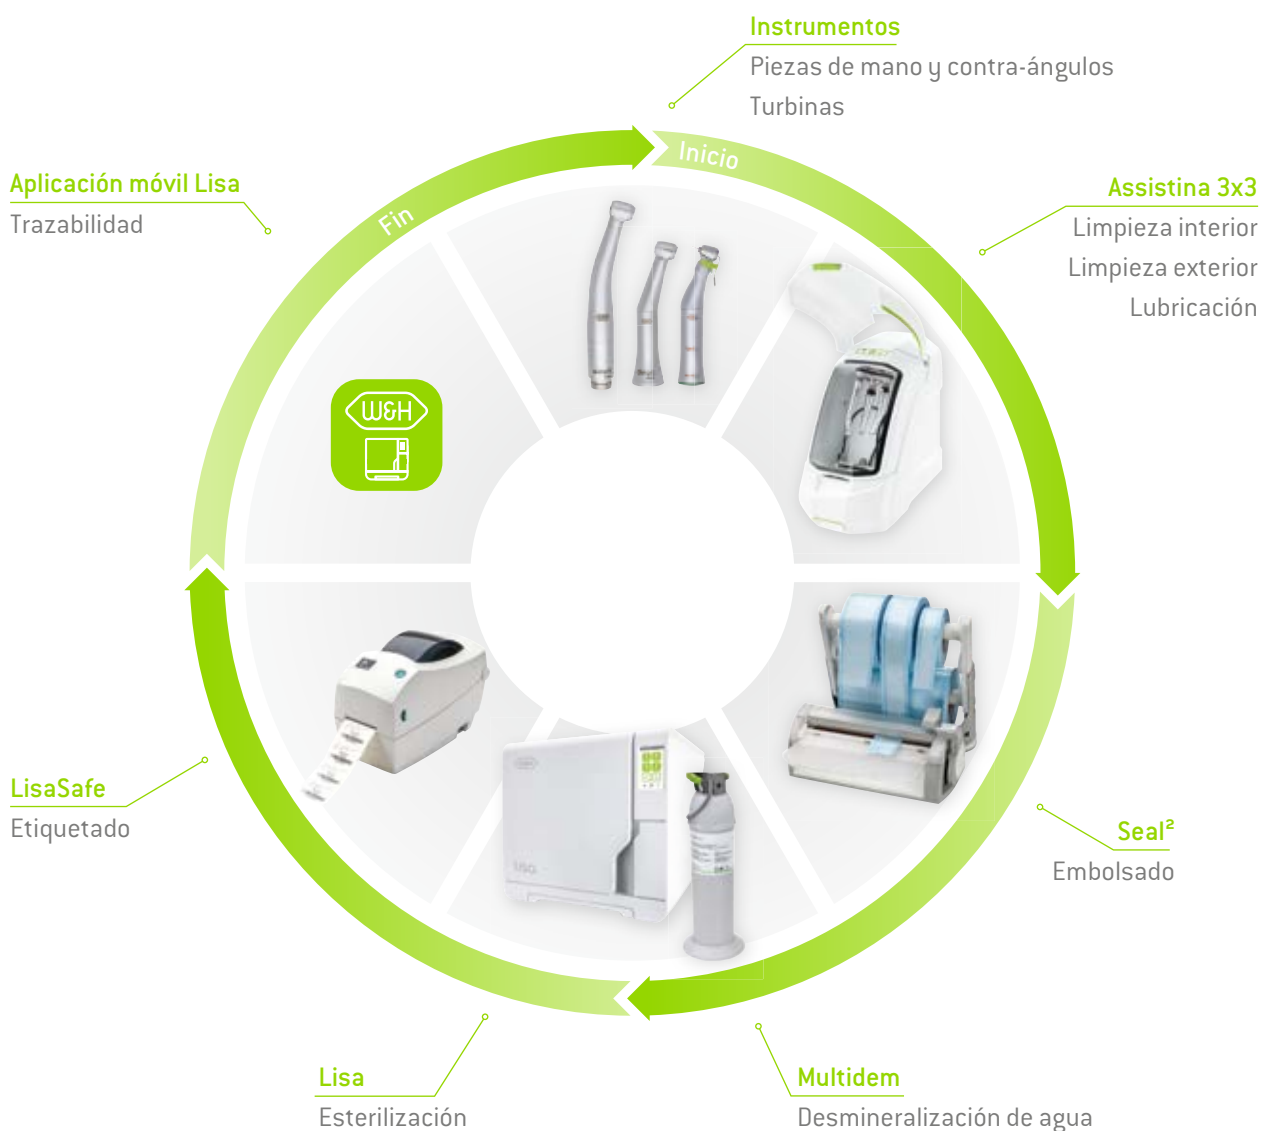 Instrumentos
Piezas de mano y contra-ángulos
Turbinas
Inicio
Fin
Aplicación móvil Lisa
Trazabilidad
Assistina 3x3
Limpieza interior
Limpieza exterior
Lubricación
W&H
LisaSafe
Etiquetado
Seal²
Embolsado
Lisa
Esterilización
Multidem
Desmineralización de agua